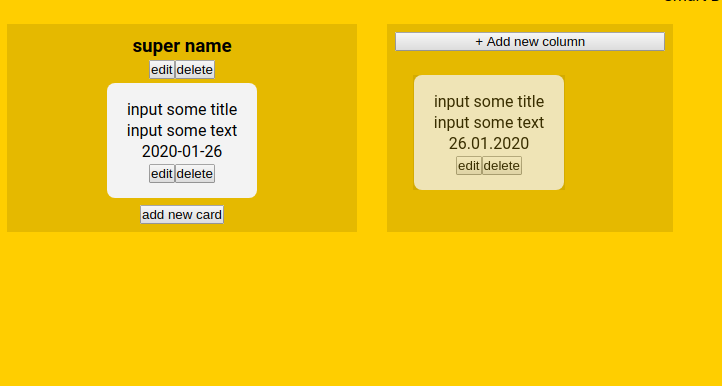 super name
edit delete
input some title
input some text
2020-01-26
edit delete
add new card
+ Add new column
input some title
input some text
26.01.2020
edit delete